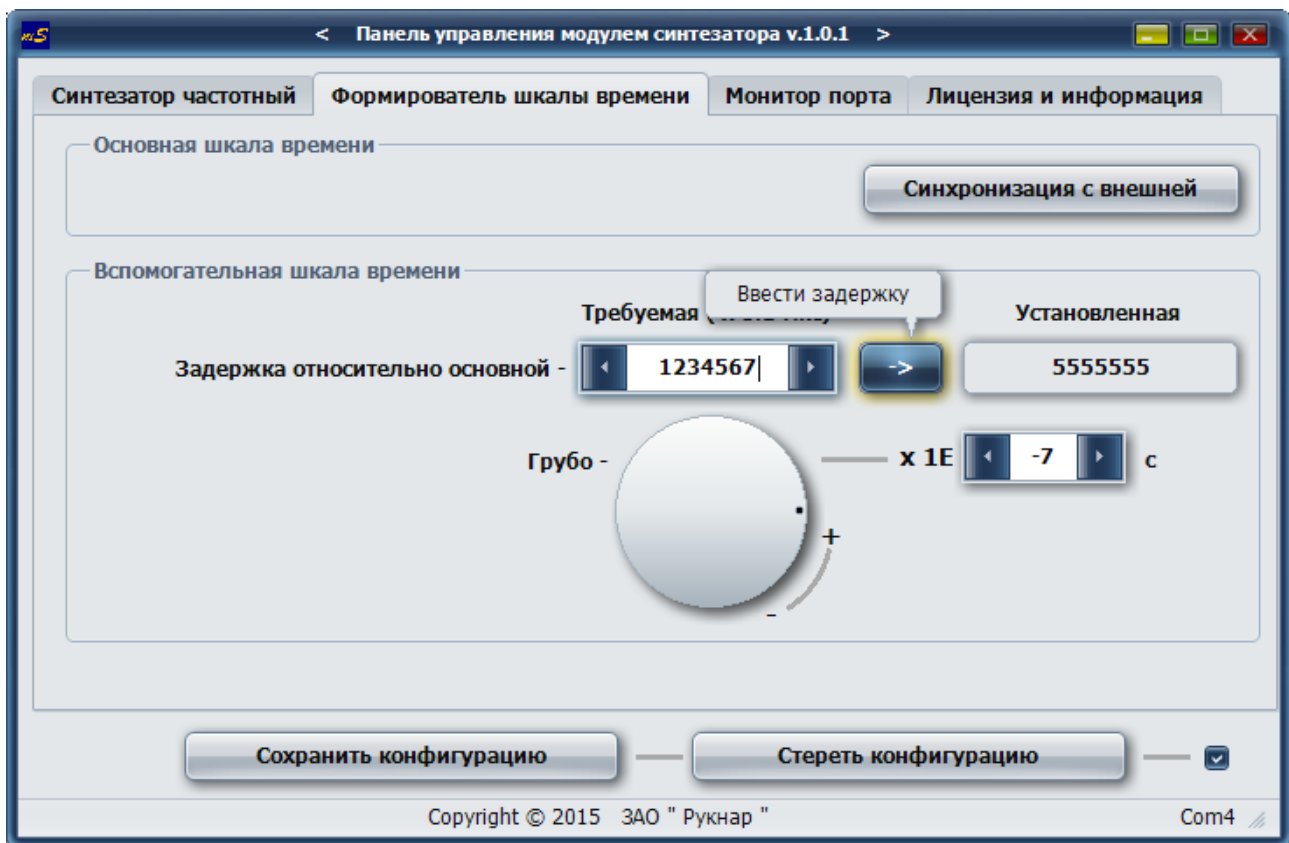 mS < Панель управления модулем синтезатора v.1.0.1 >
Синтезатор частотный Формирователь шкалы времени Монитор порта Лицензия и информация
Основная шкала времени
Синхронизация с внешней
Вспомогательная шкала времени
Ввести задержку
Требуемая Установленная
Задержка относительно основной - 1234567 -> 5555555
Грубо - x 1E -7 с
+
-
Сохранить конфигурацию Стереть конфигурацию
Copyright © 2015 ЗАО " Рукнар " Com4